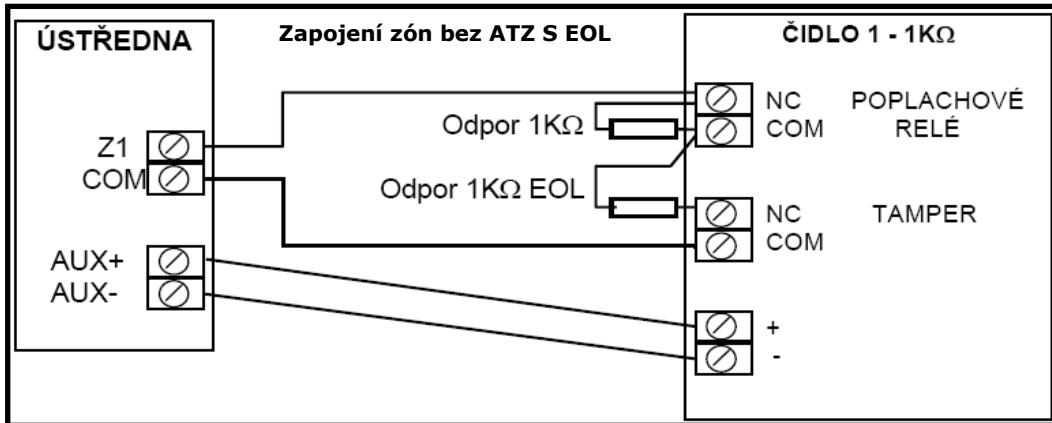 ÚSTŘEDNA
Zapojení zón bez ATZ S EOL
ČIDLO 1 - 1KΩ
Z1
COM
AUX+
AUX-
Odpor 1KΩ
Odpor 1KΩ EOL
NC POPLACHOVÉ
COM RELÉ
NC TAMPER
COM
+
-